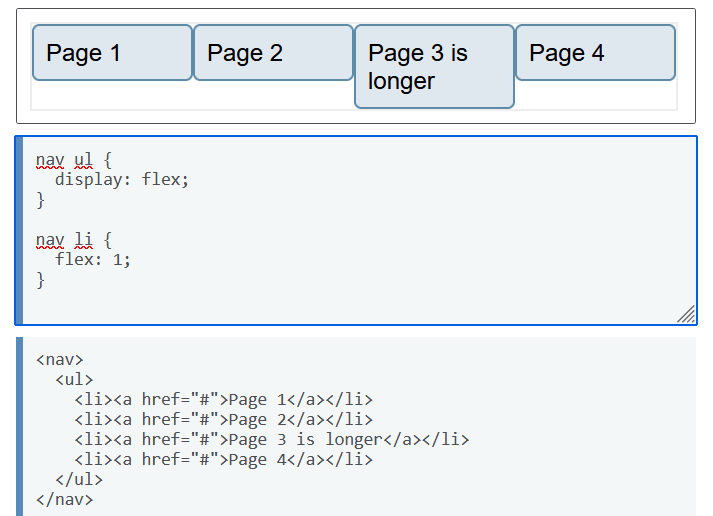 Page 1 Page 2 Page 3 is longer Page 4
nav ul {
  display: flex;
}

nav li {
  flex: 1;
}
<nav>
  <ul>
    <li><a href="#">Page 1</a></li>
    <li><a href="#">Page 2</a></li>
    <li><a href="#">Page 3 is longer</a></li>
    <li><a href="#">Page 4</a></li>
  </ul>
</nav>